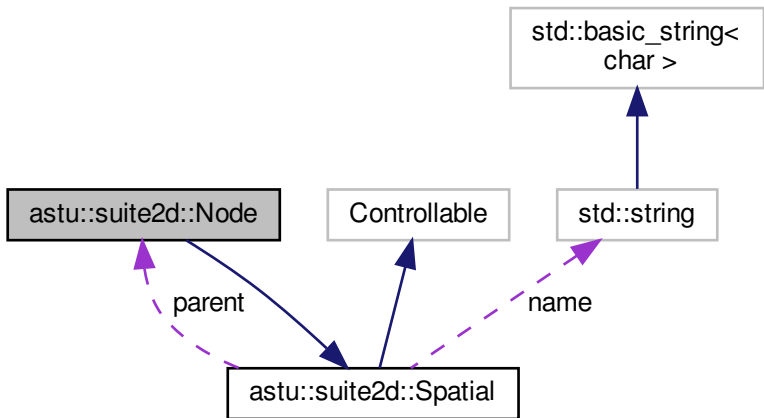 std::basic_string<
char >
astu::suite2d::Node
Controllable
std::string
parent
name
astu::suite2d::Spatial